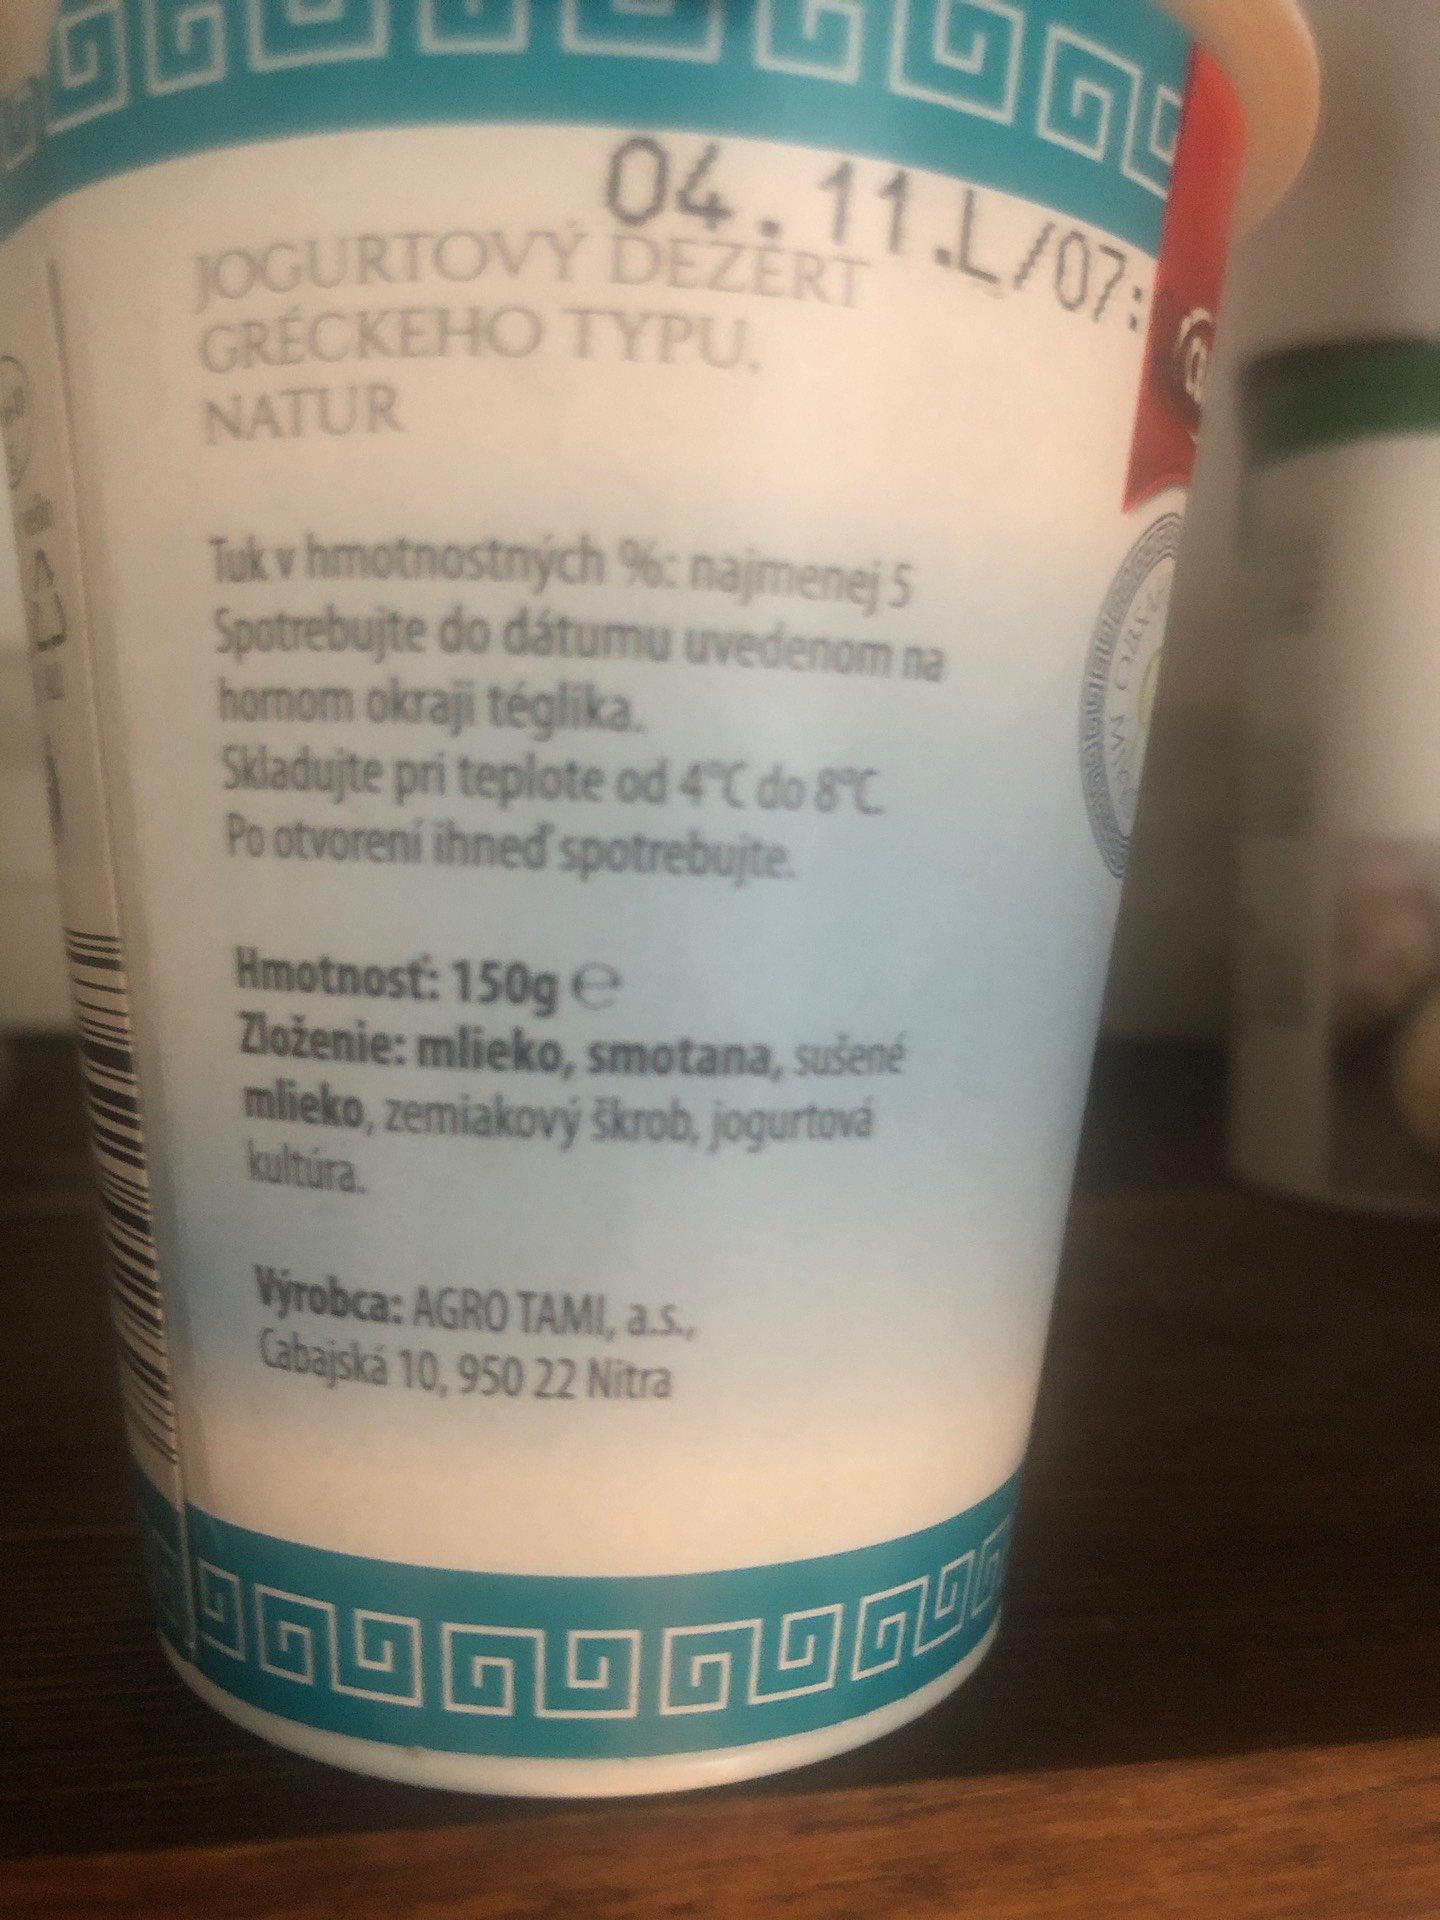 04.11.L/07:
JOGURTOVÝ DEZERT
GRÉCKEHO TYPU,
NATUR
Tuk v hmotnostných %: najmenej 5
Spotrebujte do dátumu uvedenom na
hornom okraji téglika.
Skladujte pri teplote od 4°C do 8°C.
Po otvorení ihneď spotrebujte.
Hmotnosť: 150g ℮
Zloženie: mlieko, smotana, sušené
mlieko, zemiakový škrob, jogurtová
kultúra.
Výrobca: AGRO TAMI, a.s.,
Cabajská 10, 950 22 Nitra